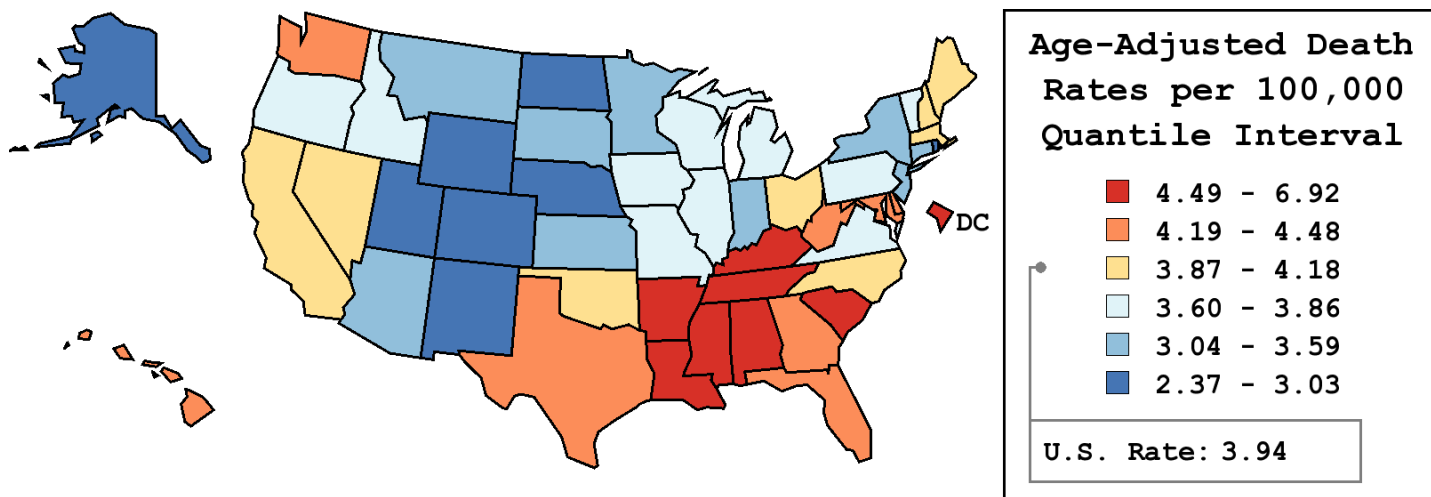 Age-Adjusted Death
Rates per 100,000
Quantile Interval
4.49 - 6.92
4.19 - 4.48
DC
3.87 - 4.18
3.60 - 3.86
3.04 - 3.59
2.37 - 3.03
U.S. Rate: 3.94